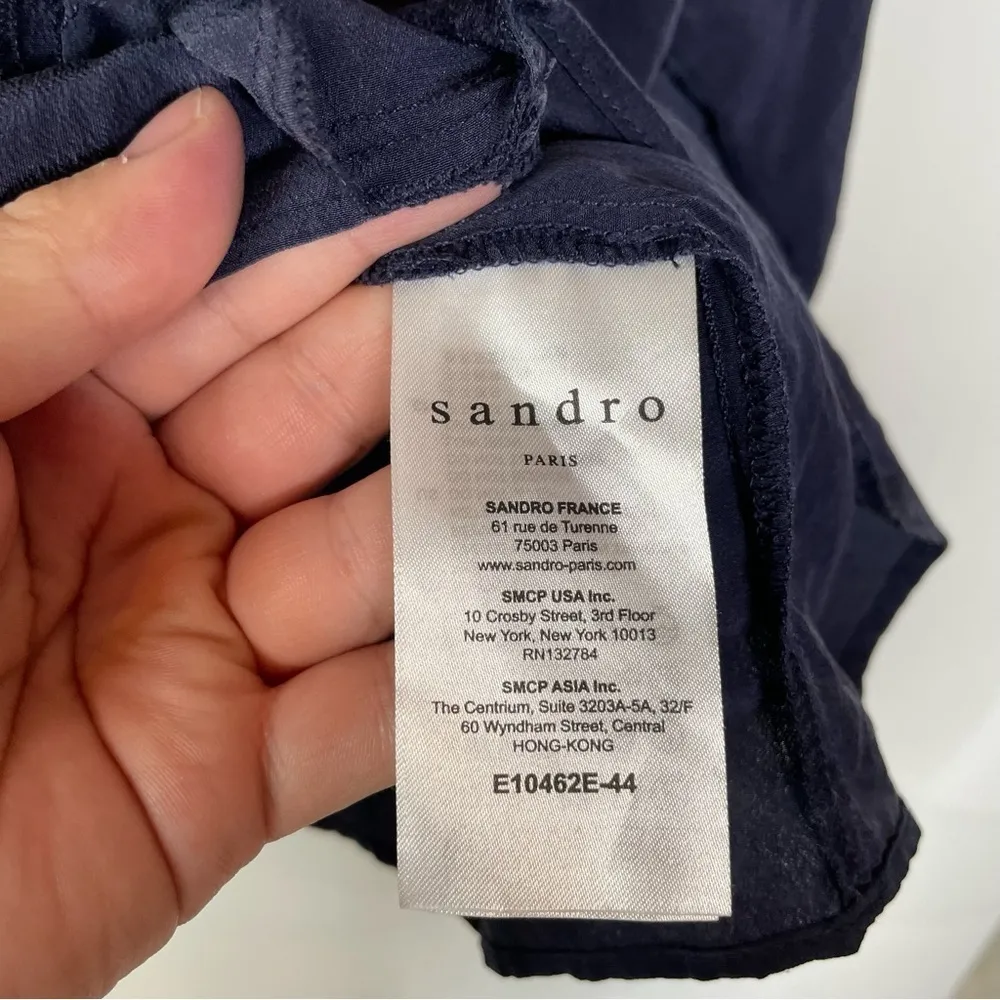 sandro
PARIS
SANDRO FRANCE
61 rue de Turenne
75003 Paris
www.sandro-paris.com
SMCP USA Inc.
10 Crosby Street, 3rd Floor
New York, New York 10013
RN132784
SMCP ASIA Inc.
The Centrium, Suite 3203A-5A, 32/F
60 Wyndham Street, Central
HONG-KONG
E10462E-44